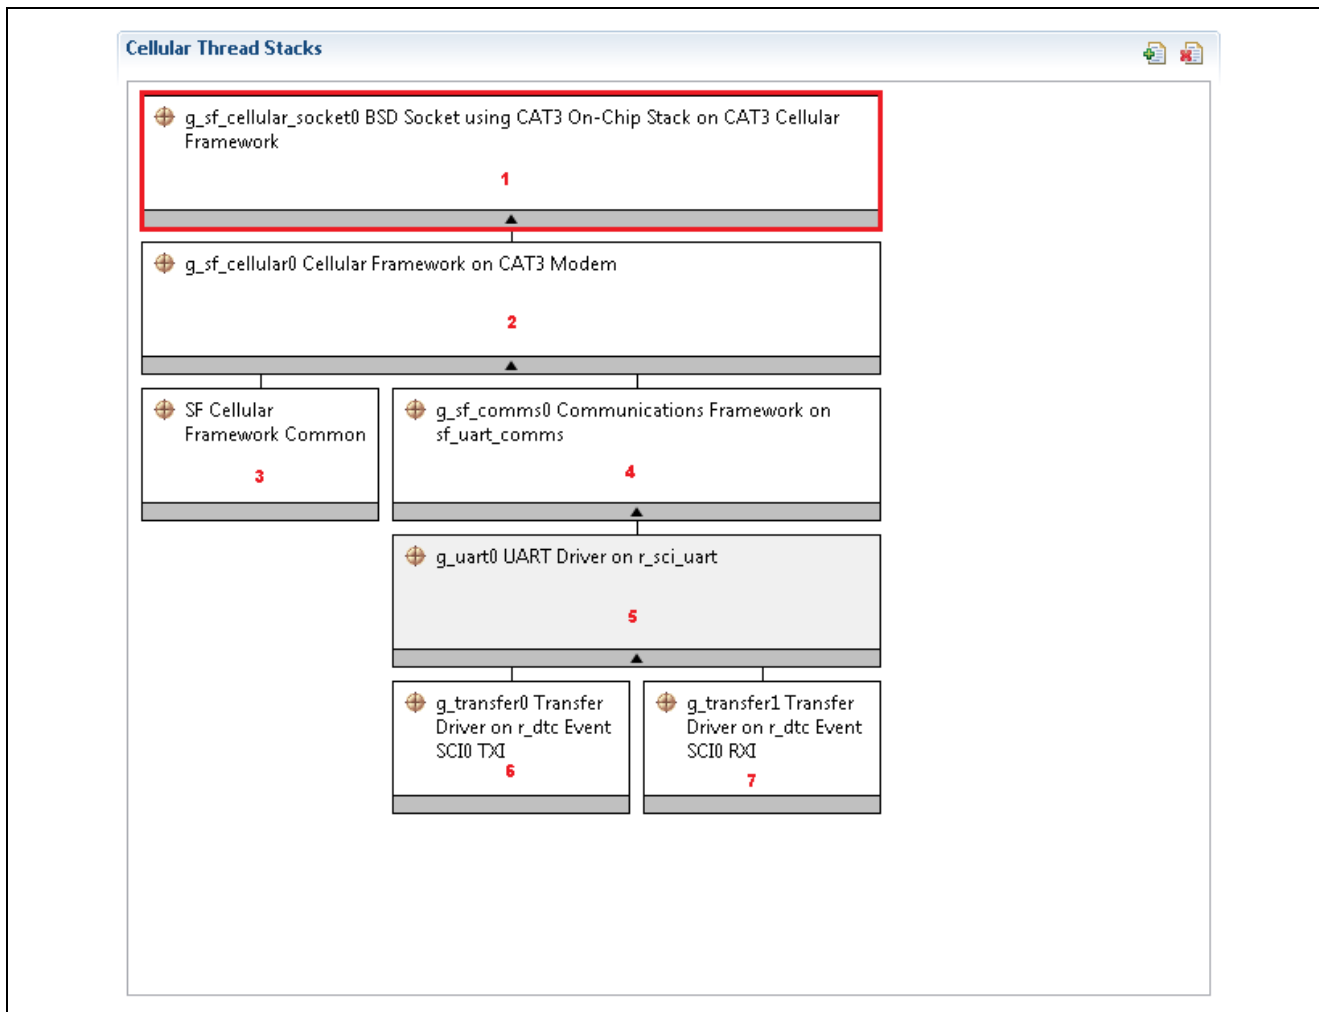 Cellular Thread Stacks
g_sf_cellular_socket0 BSD Socket using CAT3 On-Chip Stack on CAT3 Cellular
Framework
1
g_sf_cellular0 Cellular Framework on CAT3 Modem
2
SF Cellular
Framework Common
3
g_sf_comms0 Communications Framework on
sf_uart_comms
4
g_uart0 UART Driver on r_sci_uart
5
g_transfer0 Transfer
Driver on r_dtc Event
SCI0 TXI
6
g_transfer1 Transfer
Driver on r_dtc Event
SCI0 RXI
7